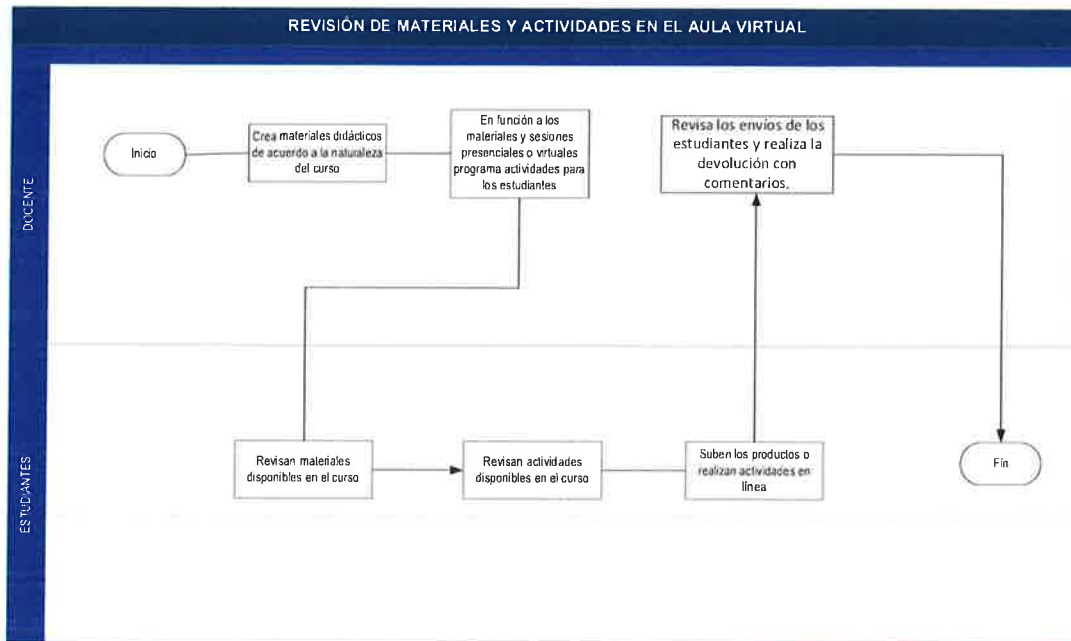 REVISIÓN DE MATERIALES Y ACTIVIDADES EN EL AULA VIRTUAL
DOCENTE
Inicio
Crea materiales didácticos
de acuerdo a la naturaleza
del curso
En función a los
materiales y sesiones
presenciales o virtuales
programa actividades para
los estudiantes
Revisa los envíos de los
estudiantes y realiza la
devolución con
comentarios.
ESTUDIANTES
Revisan materiales
disponibles en el curso
Revisan actividades
disponibles en el curso
Suben los productos o
realizan actividades en
línea
Fin